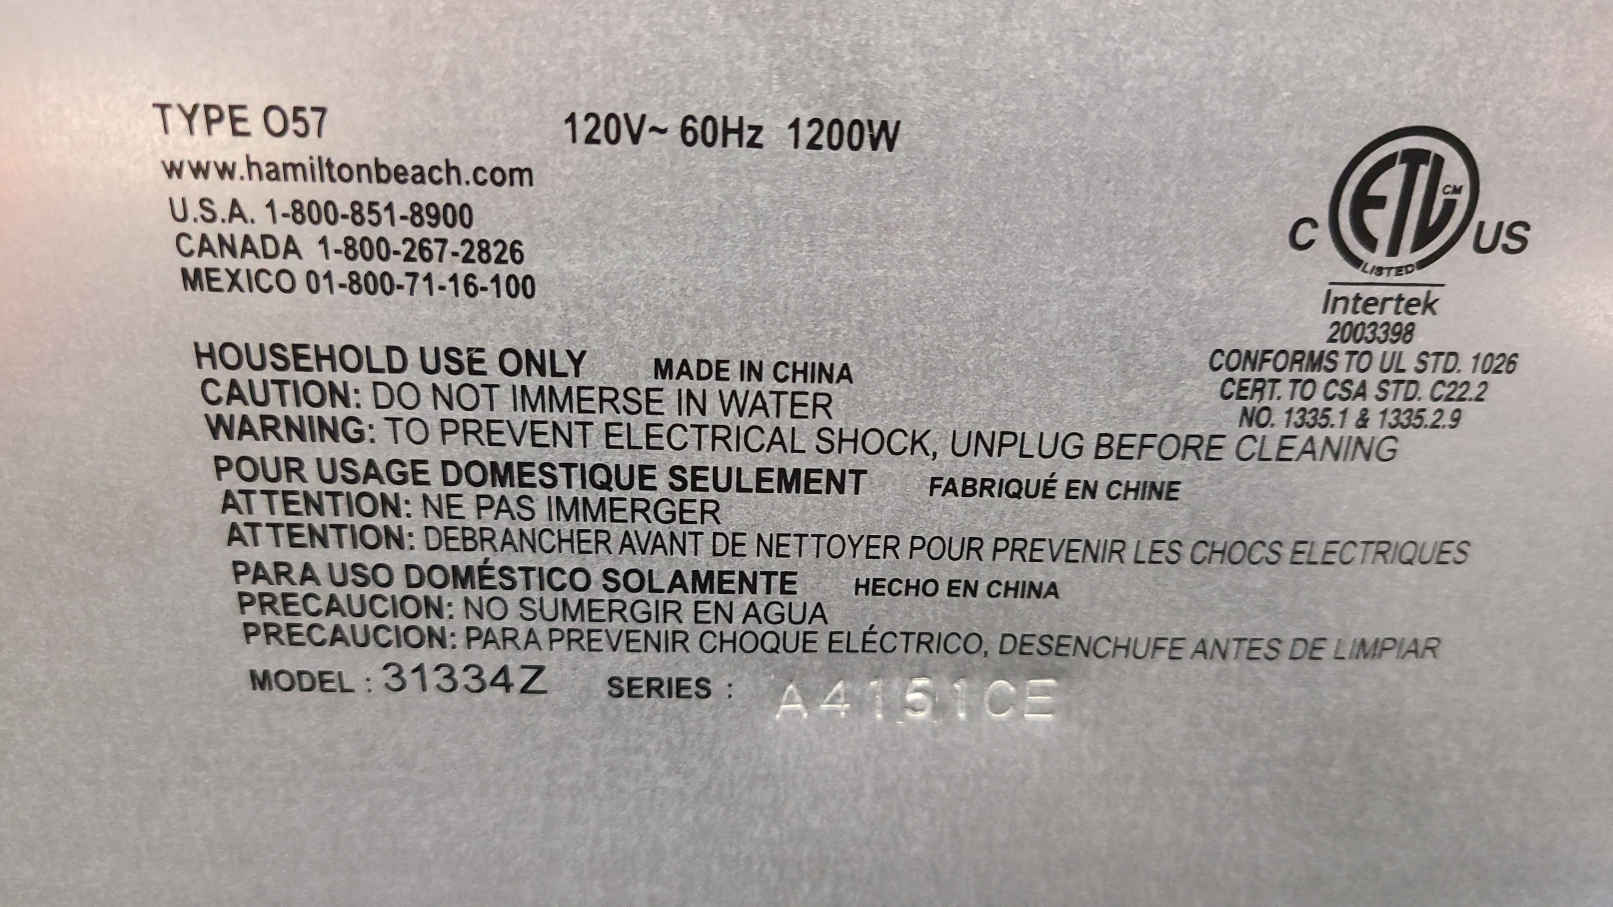 TYPE O57
120V~ 60Hz 1200W
www.hamiltonbeach.com
U.S.A. 1-800-851-8900
CANADA 1-800-267-2826
MEXICO 01-800-71-16-100
C ETL CM US
LISTED
Intertek
2003398
CONFORMS TO UL STD. 1026
CERT. TO CSA STD. C22.2
NO. 1335.1 & 1335.2.9
HOUSEHOLD USE ONLY MADE IN CHINA
CAUTION: DO NOT IMMERSE IN WATER
WARNING: TO PREVENT ELECTRICAL SHOCK, UNPLUG BEFORE CLEANING
POUR USAGE DOMESTIQUE SEULEMENT FABRIQUÉ EN CHINE
ATTENTION: NE PAS IMMERGER
ATTENTION: DEBRANCHER AVANT DE NETTOYER POUR PREVENIR LES CHOCS ELECTRIQUES
PARA USO DOMÉSTICO SOLAMENTE HECHO EN CHINA
PRECAUCION: NO SUMERGIR EN AGUA
PRECAUCION: PARA PREVENIR CHOQUE ELÉCTRICO, DESENCHUFE ANTES DE LIMPIAR
MODEL : 31334Z SERIES : A4151CE